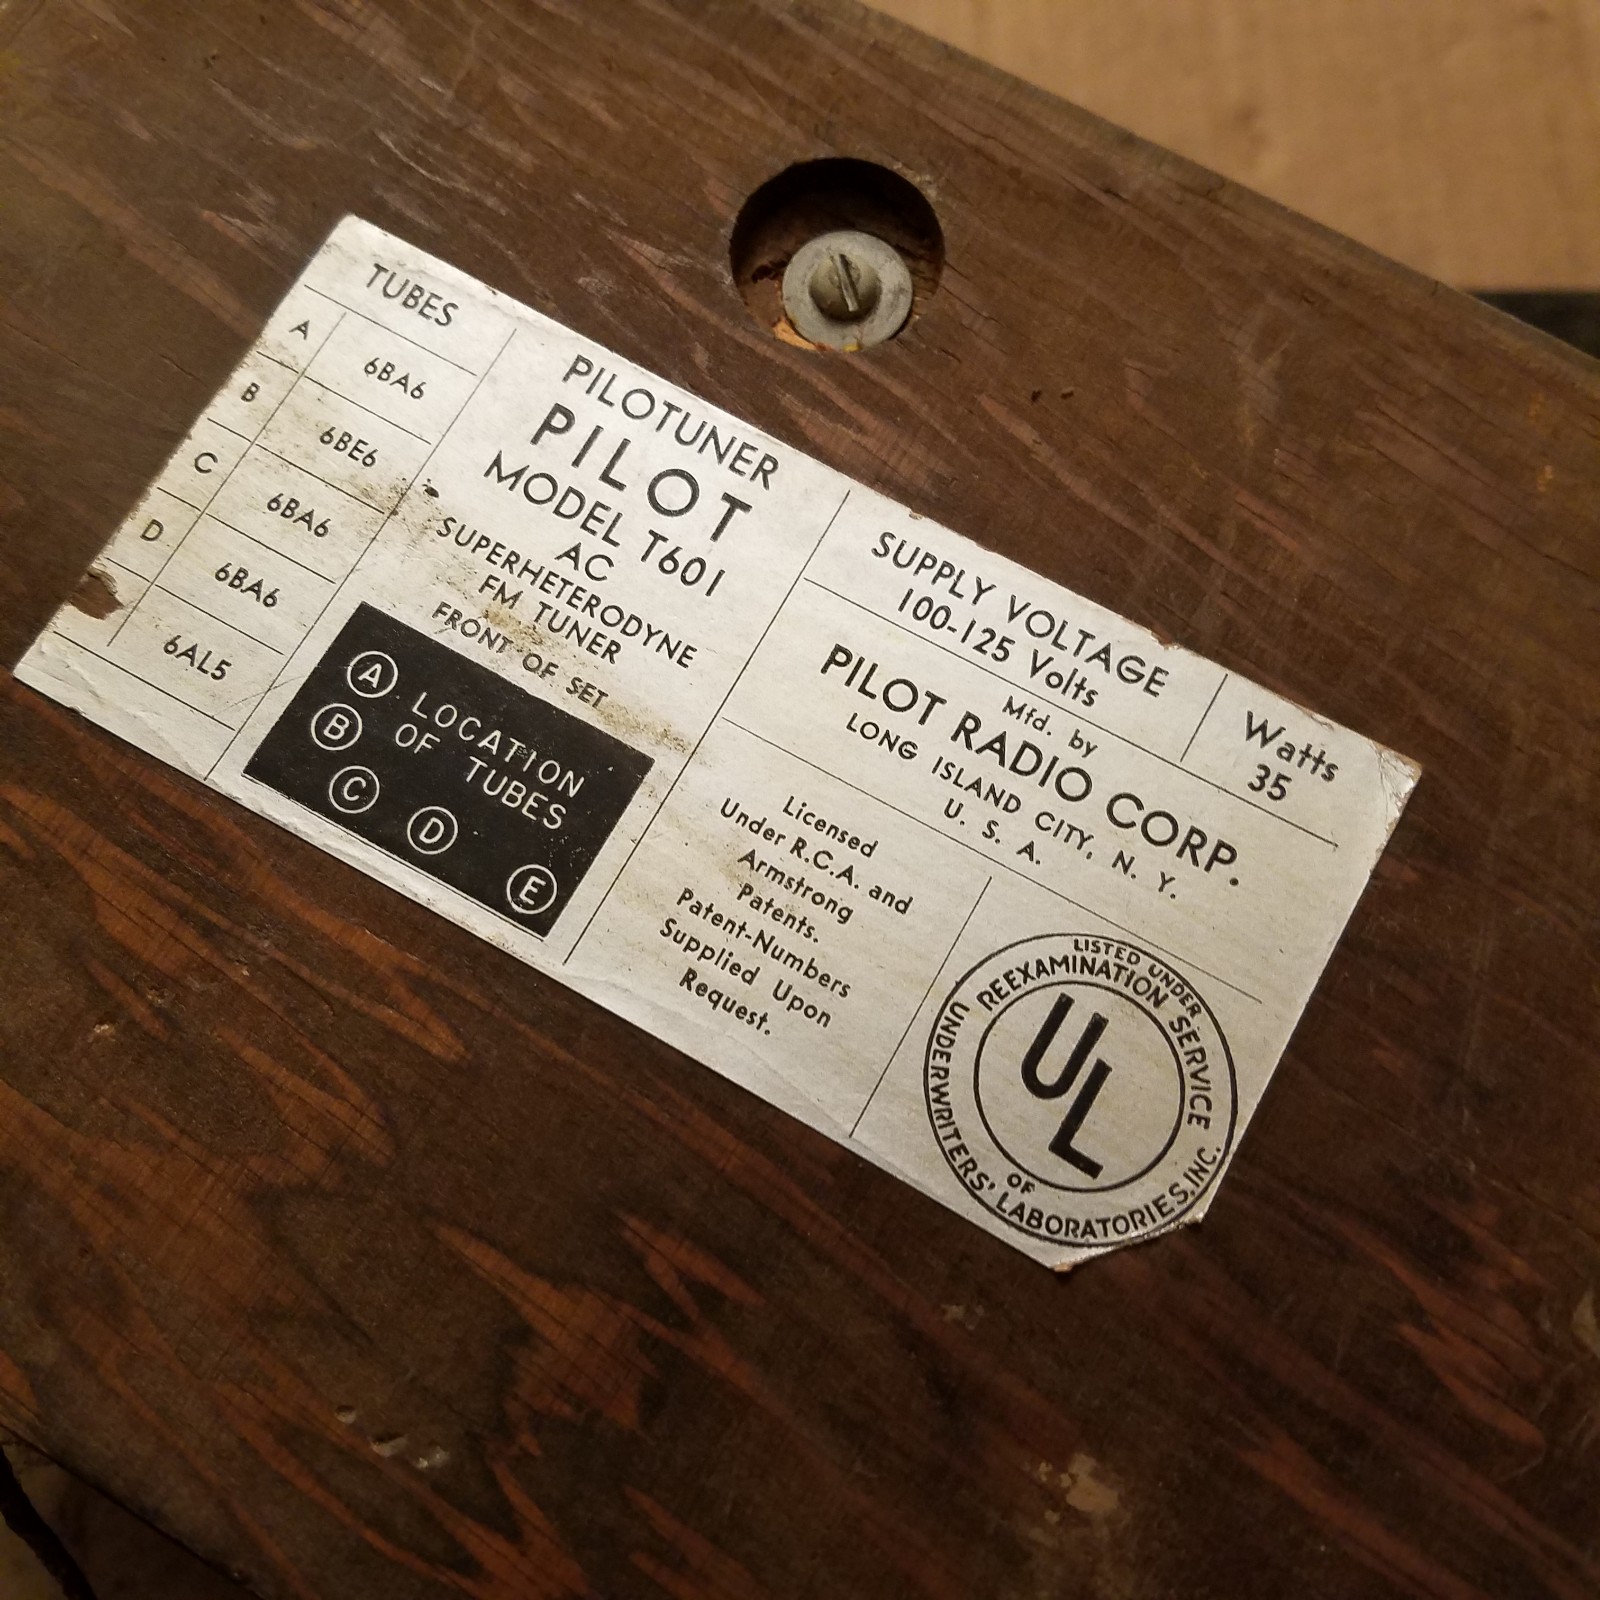 TUBES
A 6BA6
B 6BE6
C 6BA6
D 6BA6
6AL5
PILOTUNER
PILOT
MODEL T601
AC
SUPERHETERODYNE
FM TUNER
FRONT OF SET
A LOCATION
B OF TUBES
C D E
SUPPLY VOLTAGE
100-125 Volts
Watts
35
Mfd. by
PILOT RADIO CORP.
LONG ISLAND CITY, N. Y.
U. S. A.
Licensed
Under R.C.A. and
Armstrong
Patents.
Patent-Numbers
Supplied Upon
Request.
LISTED UNDER
REEXAMINATION SERVICE
UL
OF
UNDERWRITERS' LABORATORIES, INC.